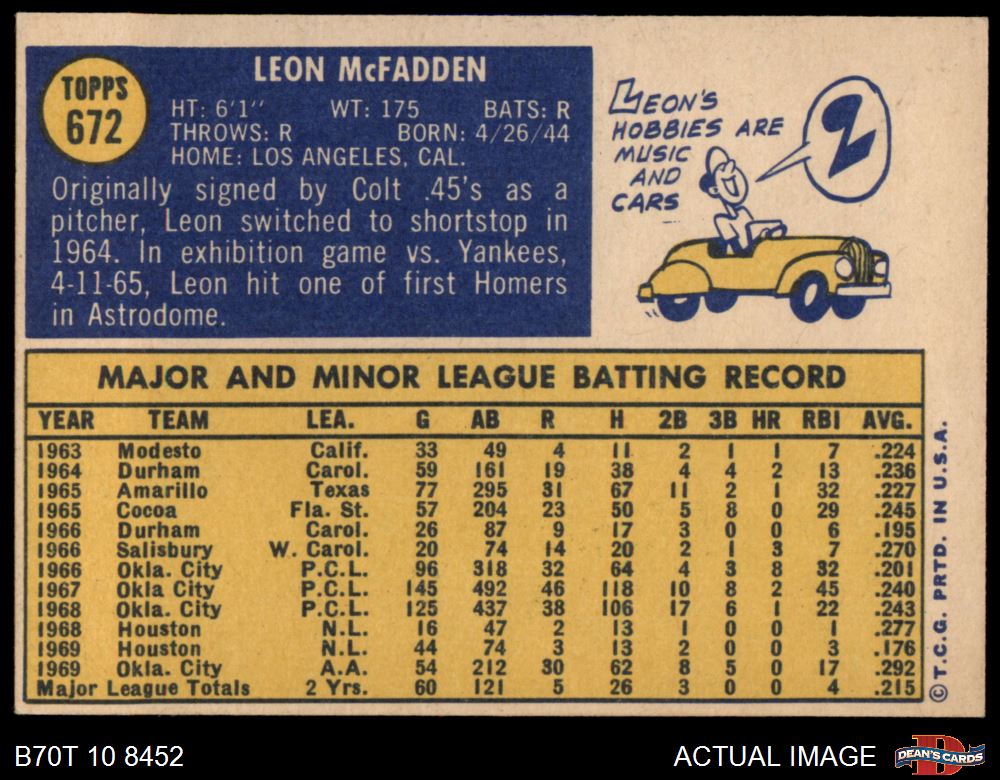 TOPPS
672
LEON McFADDEN
HT: 6'1" WT: 175 BATS: R
THROWS: R BORN: 4/26/44
HOME: LOS ANGELES, CAL.
Originally signed by Colt .45's as a
pitcher, Leon switched to shortstop in
1964. In exhibition game vs. Yankees,
4-11-65, Leon hit one of first Homers
in Astrodome.
LEON'S
HOBBIES ARE
MUSIC
AND
CARS
2
MAJOR AND MINOR LEAGUE BATTING RECORD
YEAR TEAM LEA. G AB R H 2B 3B HR RBI AVG.
1963 Modesto Calif. 33 49 4 11 2 1 1 7 .224
1964 Durham Carol. 59 161 19 38 4 4 2 13 .236
1965 Amarillo Texas 77 295 31 67 11 2 1 32 .227
1965 Cocoa Fla. St. 57 204 23 50 5 8 0 29 .245
1966 Durham Carol. 26 87 9 17 3 0 0 6 .195
1966 Salisbury W. Carol. 20 74 14 20 2 1 3 7 .270
1966 Okla. City P.C.L. 96 318 32 64 4 3 8 32 .201
1967 Okla City P.C.L. 145 492 46 118 10 8 2 45 .240
1968 Okla. City P.C.L. 125 437 38 106 17 6 1 22 .243
1968 Houston N.L. 16 47 2 13 1 0 0 1 .277
1969 Houston N.L. 44 74 3 13 2 0 0 3 .176
1969 Okla. City A.A. 54 212 30 62 8 5 0 17 .292
Major League Totals 2 Yrs. 60 121 5 26 3 0 0 4 .215
© T.C.G. PRTD. IN U.S.A.
B70T 10 8452
ACTUAL IMAGE
DEAN'S CARDS